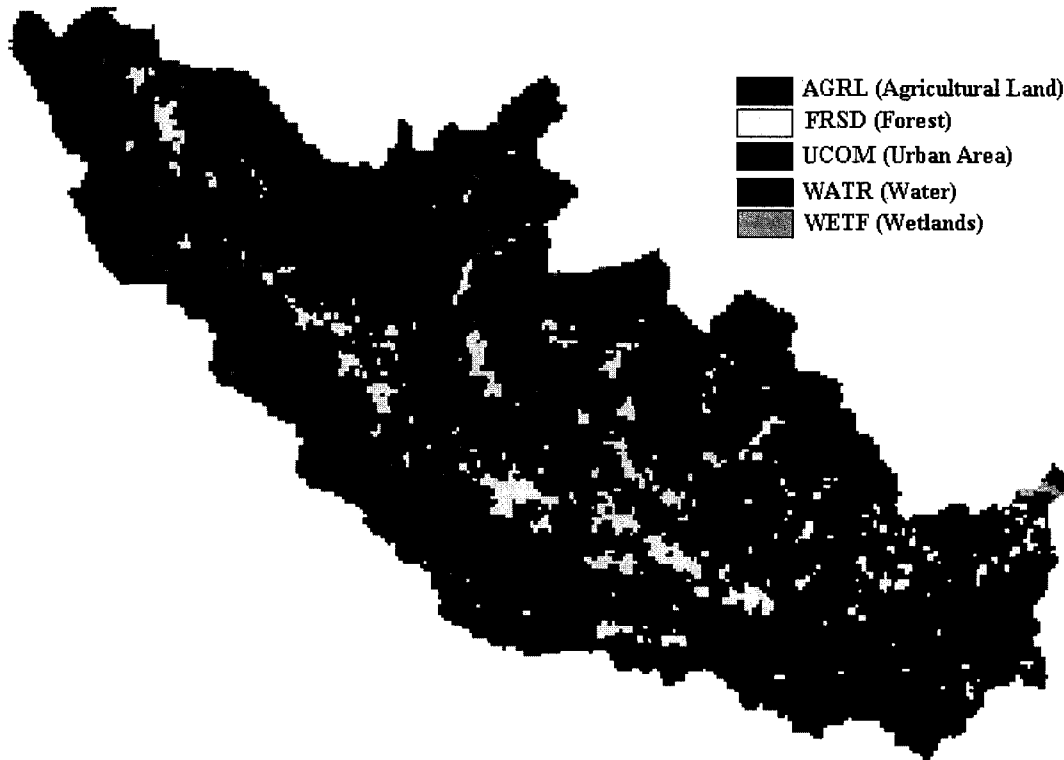 AGRL (Agricultural Land)
FRSD (Forest)
UCOM (Urban Area)
WATR (Water)
WETF (Wetlands)